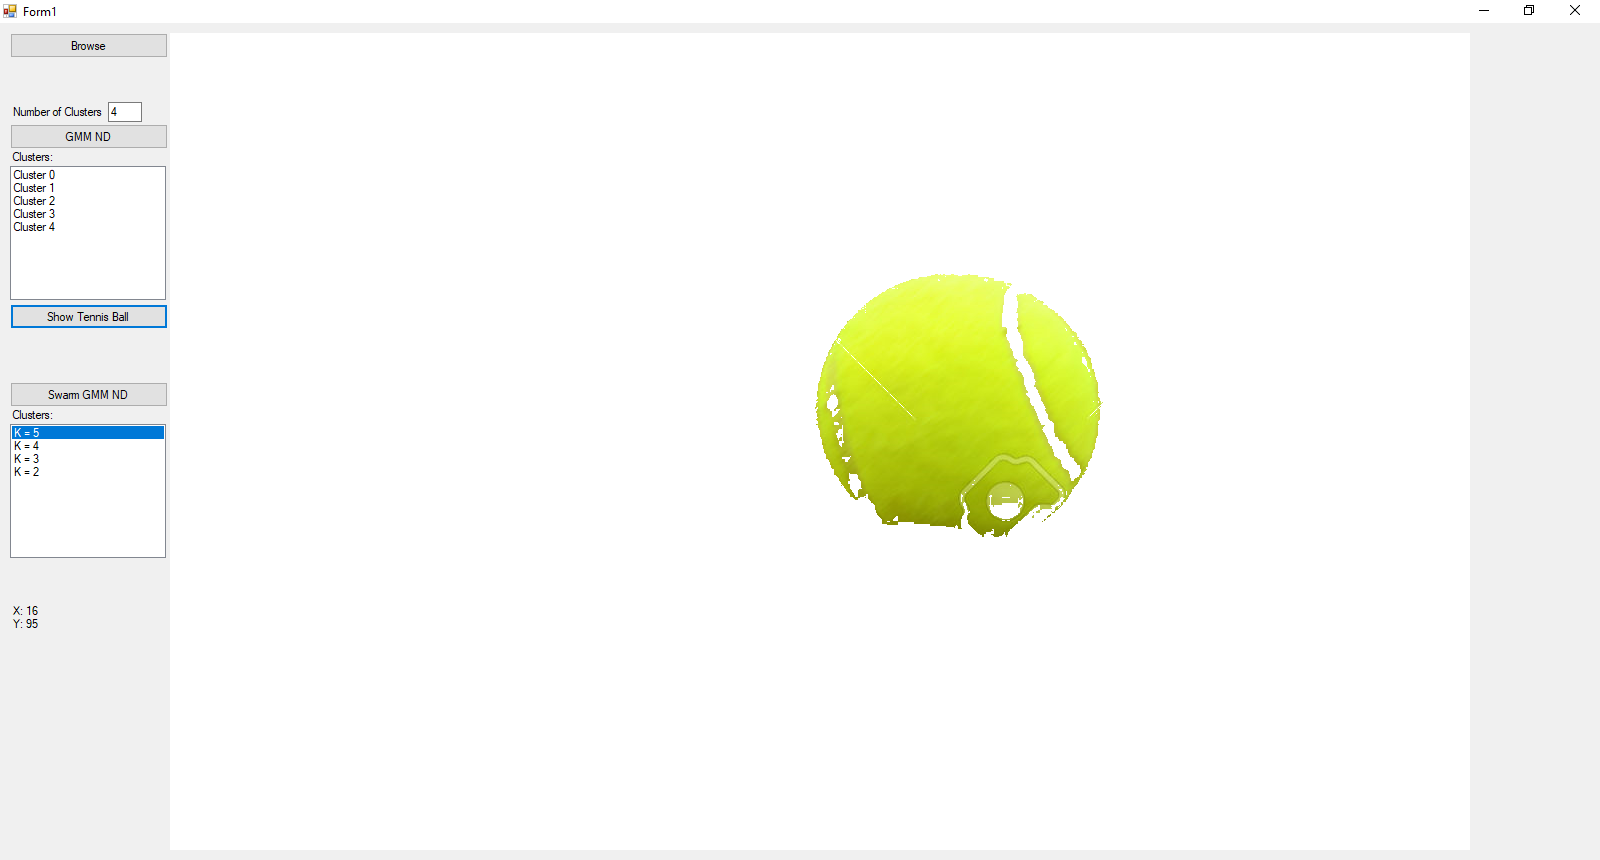 Form1
Browse
Number of Clusters 4
GMM ND
Clusters:
Cluster 0
Cluster 1
Cluster 2
Cluster 3
Cluster 4
Show Tennis Ball
Swarm GMM ND
Clusters:
K = 5
K = 4
K = 3
K = 2
X: 16
Y: 95